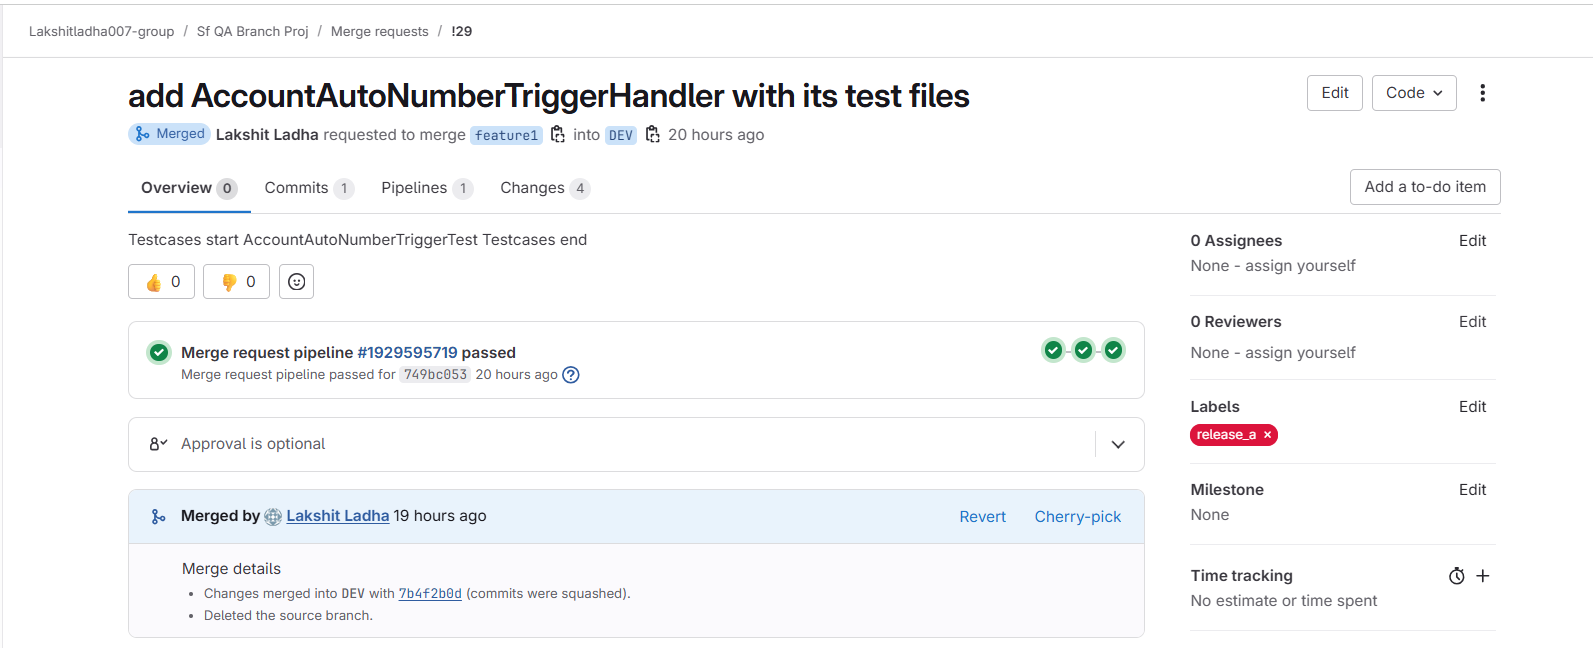 Lakshitladha007-group / Sf QA Branch Proj / Merge requests / !29
add AccountAutoNumberTriggerHandler with its test files
Edit
Code
Merged Lakshit Ladha requested to merge feature1 into DEV 20 hours ago
Overview 0 Commits 1 Pipelines 1 Changes 4
Add a to-do item
Testcases start AccountAutoNumberTriggerTest Testcases end
0
0
Merge request pipeline #1929595719 passed
Merge request pipeline passed for 749bc053 20 hours ago
Approval is optional
Merged by Lakshit Ladha 19 hours ago
Revert
Cherry-pick
Merge details
Changes merged into DEV with 7b4f2b0d (commits were squashed).
Deleted the source branch.
0 Assignees
Edit
None - assign yourself
0 Reviewers
Edit
None - assign yourself
Labels
Edit
release_a ×
Milestone
Edit
None
Time tracking
No estimate or time spent